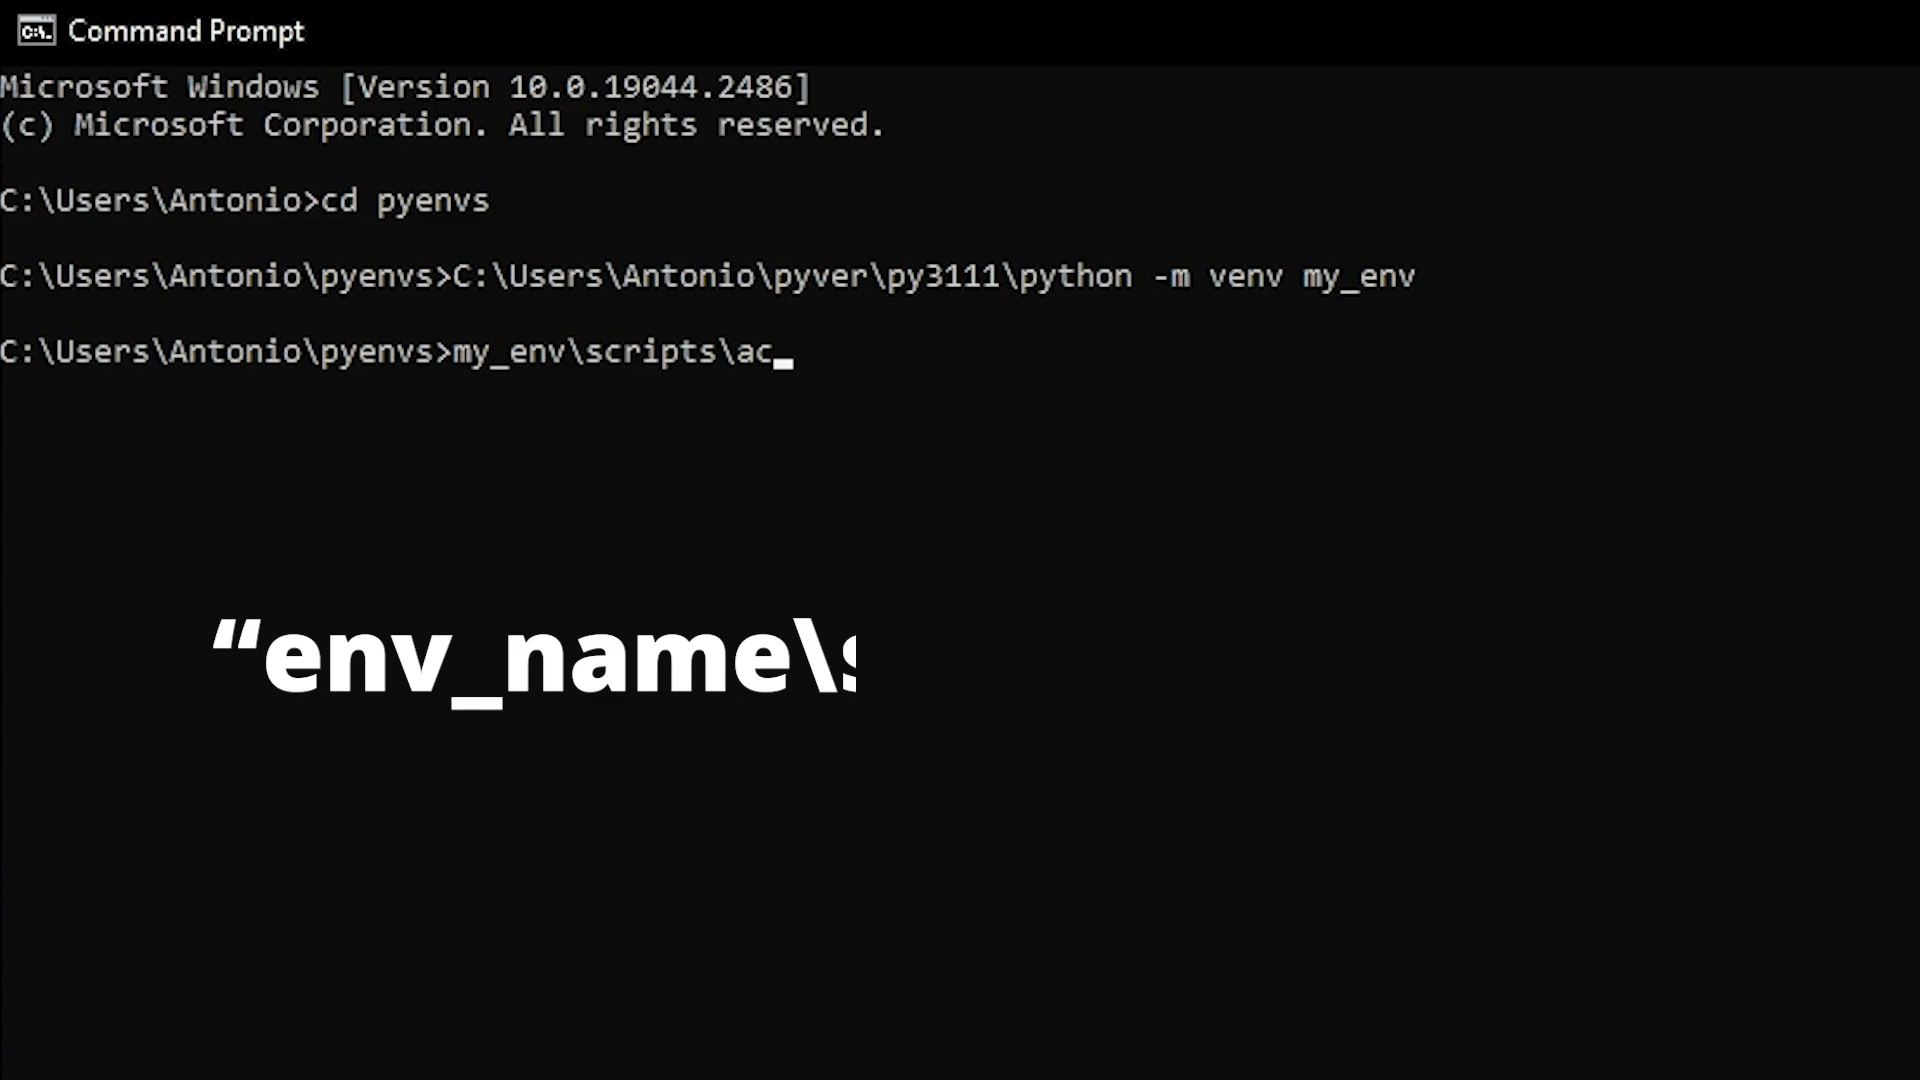 Command Prompt
Microsoft Windows [Version 10.0.19044.2486]
(c) Microsoft Corporation. All rights reserved.
C:\Users\Antonio>cd pyenvs
C:\Users\Antonio\pyenvs>C:\Users\Antonio\pyver\py3111\python -m venv my_env
C:\Users\Antonio\pyenvs>my_env\scripts\ac
“env_name\s